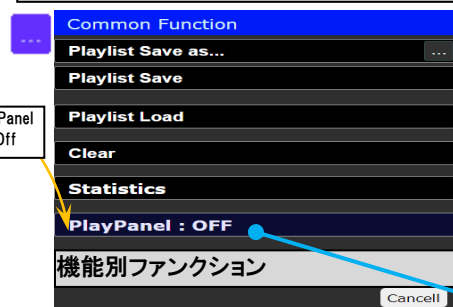 ...
Common Function
Playlist Save as...
...
Playlist Save
Playlist Load
Panel
Off
Clear
Statistics
PlayPanel : OFF
機能別ファンクション
Cancell